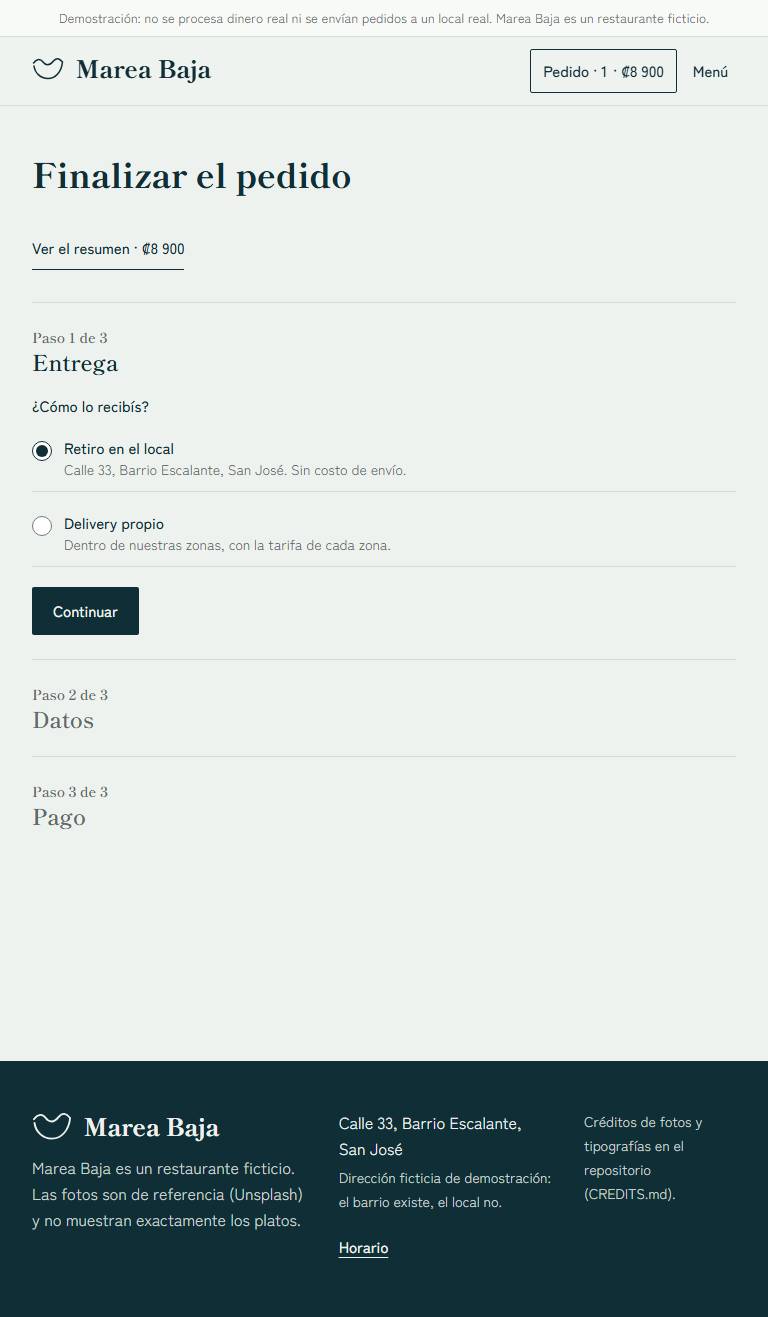 Demostración: no se procesa dinero real ni se envían pedidos a un local real. Marea Baja es un restaurante ficticio.
Marea Baja
Pedido · 1 · ₡8 900
Menú
Finalizar el pedido
Ver el resumen · ₡8 900
Paso 1 de 3
Entrega
¿Cómo lo recibís?
Retiro en el local
Calle 33, Barrio Escalante, San José. Sin costo de envío.
Delivery propio
Dentro de nuestras zonas, con la tarifa de cada zona.
Continuar
Paso 2 de 3
Datos
Paso 3 de 3
Pago
Marea Baja
Marea Baja es un restaurante ficticio.
Las fotos son de referencia (Unsplash)
y no muestran exactamente los platos.
Calle 33, Barrio Escalante,
San José
Dirección ficticia de demostración:
el barrio existe, el local no.
Horario
Créditos de fotos y
tipografías en el
repositorio
(CREDITS.md).